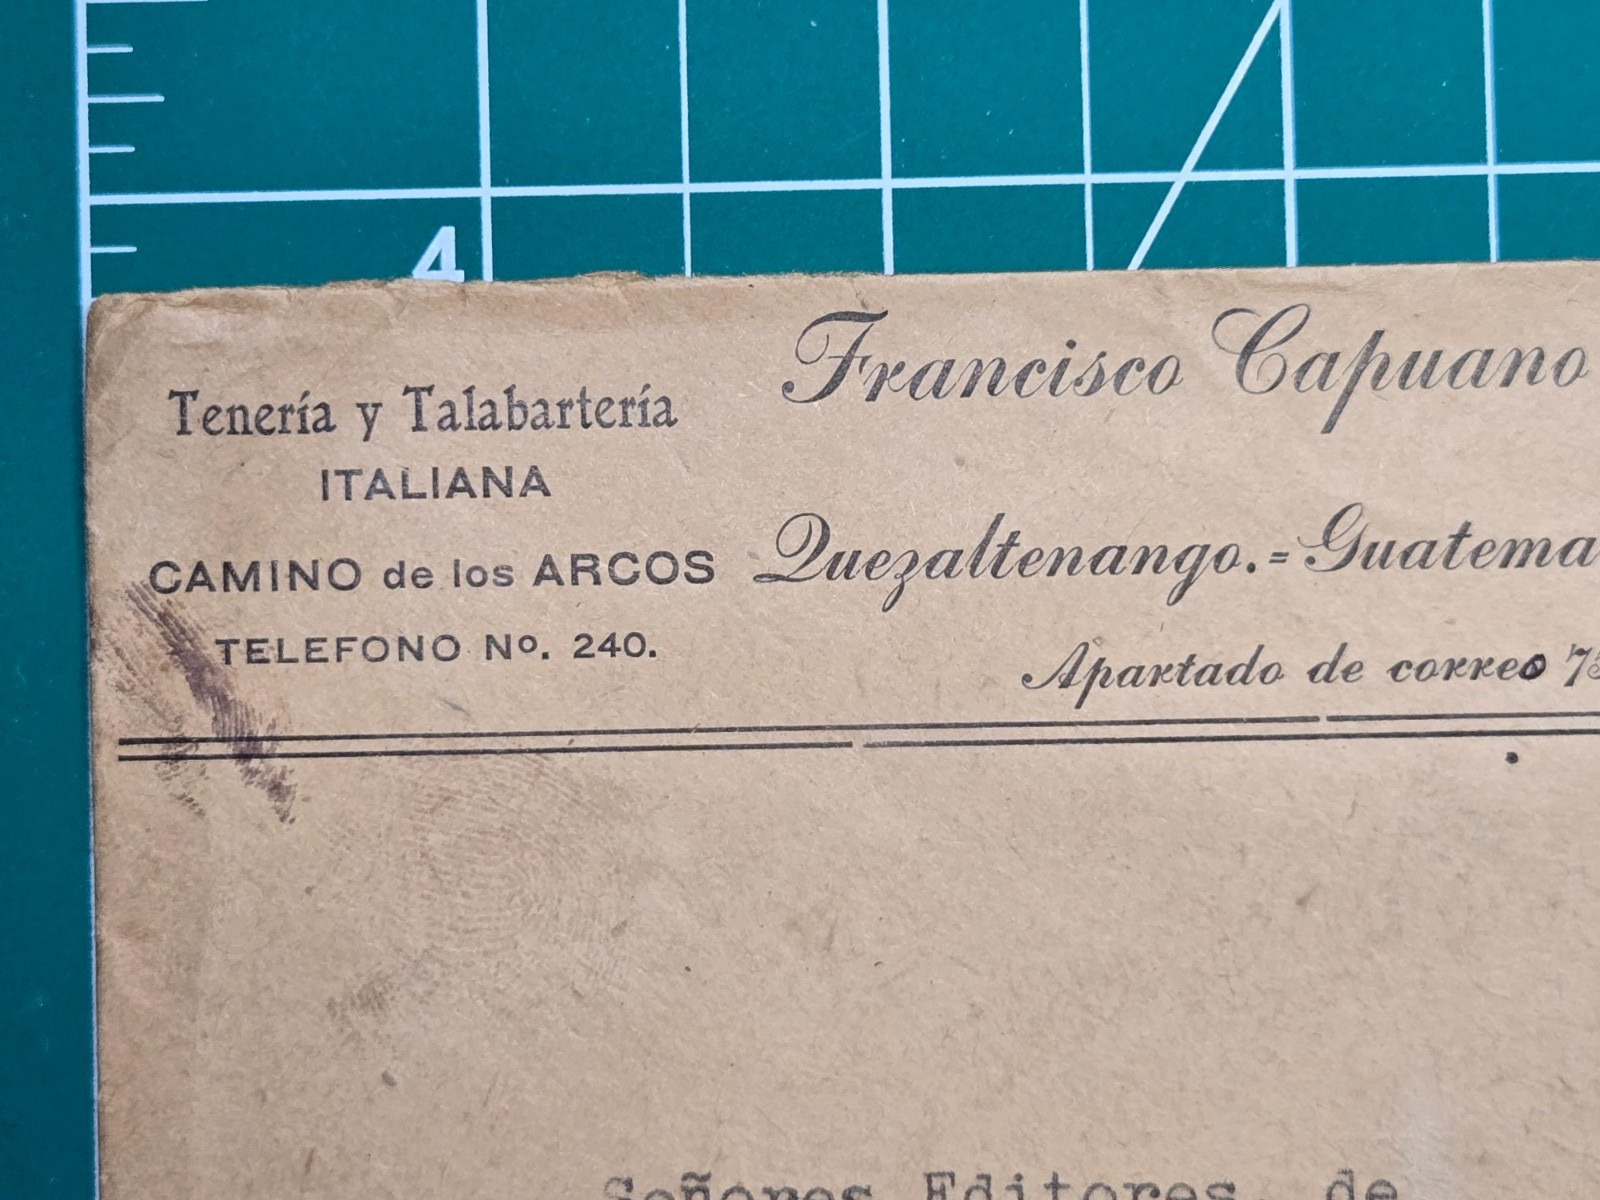 4
Francisco Capuano
Tenería y Talabartería
ITALIANA
CAMINO de los ARCOS
TELEFONO No. 240.
Quezaltenango.=Guatema
Apartado de correo
Señores Editores, de